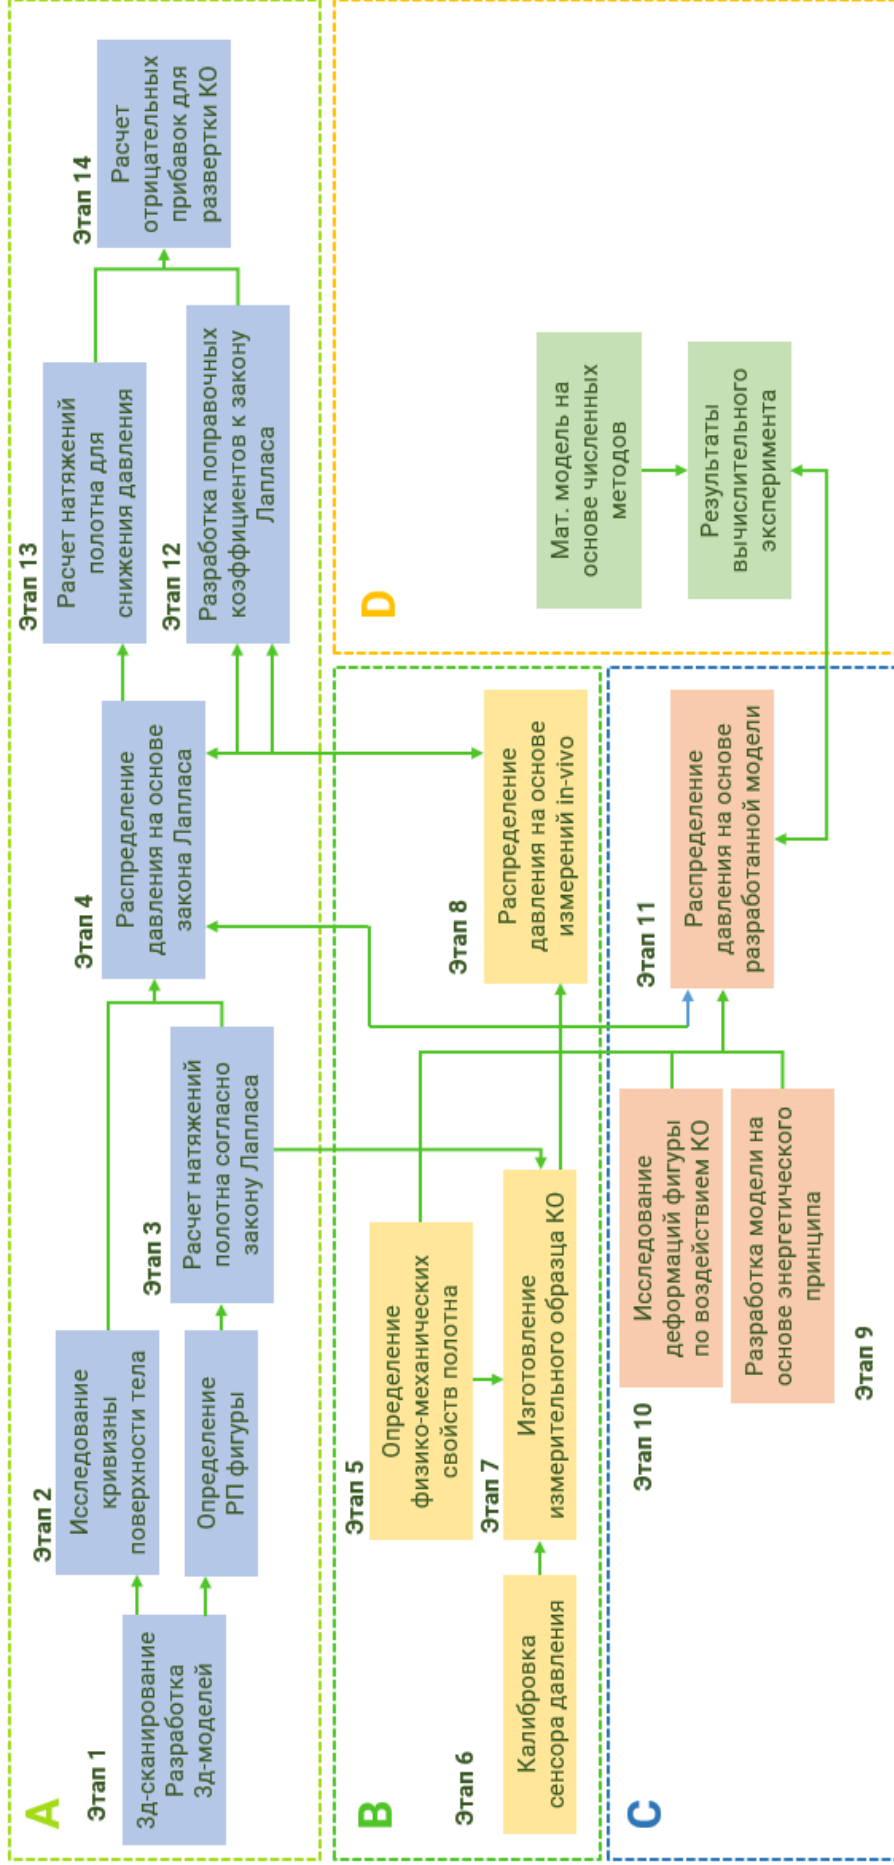 A
Этап 1
3д-сканирование
Разработка
3д-моделей
Этап 2
Исследование
кривизны
поверхности тела
Определение
РП фигуры
Этап 3
Расчет натяжений
полотна согласно
закону Лапласа
Этап 4
Распределение
давления на основе
закона Лапласа
Этап 13
Расчет натяжений
полотна для
снижения давления
Этап 12
Разработка поправочных
коэффициентов к закону
Лапласа
Этап 14
Расчет
отрицательных
прибавок для
развертки КО
B
Этап 5
Определение
физико-механических
свойств полотна
Этап 6
Калибровка
сенсора давления
Этап 7
Изготовление
измерительного образца КО
Этап 8
Распределение
давления на основе
измерений in-vivo
C
Этап 10
Исследование
деформаций фигуры
по воздействием КО
Разработка модели на
основе энергетического
принципа
Этап 9
Этап 11
Распределение
давления на основе
разработанной модели
D
Мат. модель на
основе численных
методов
Результаты
вычислительного
эксперимента